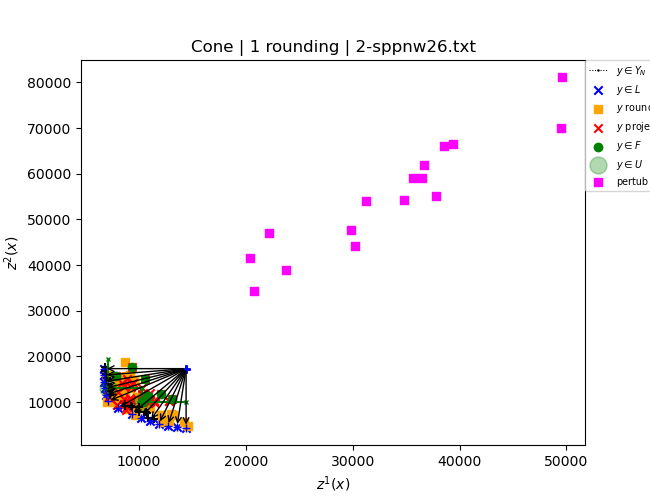 Cone | 1 rounding | 2-sppnw26.txt
80000
70000
60000
50000
40000
30000
20000
10000
z²(x)
10000 20000 30000 40000 50000
z¹(x)
y ∈ Y_N
y ∈ L
y roun
y proje
y ∈ F
y ∈ U
pertub